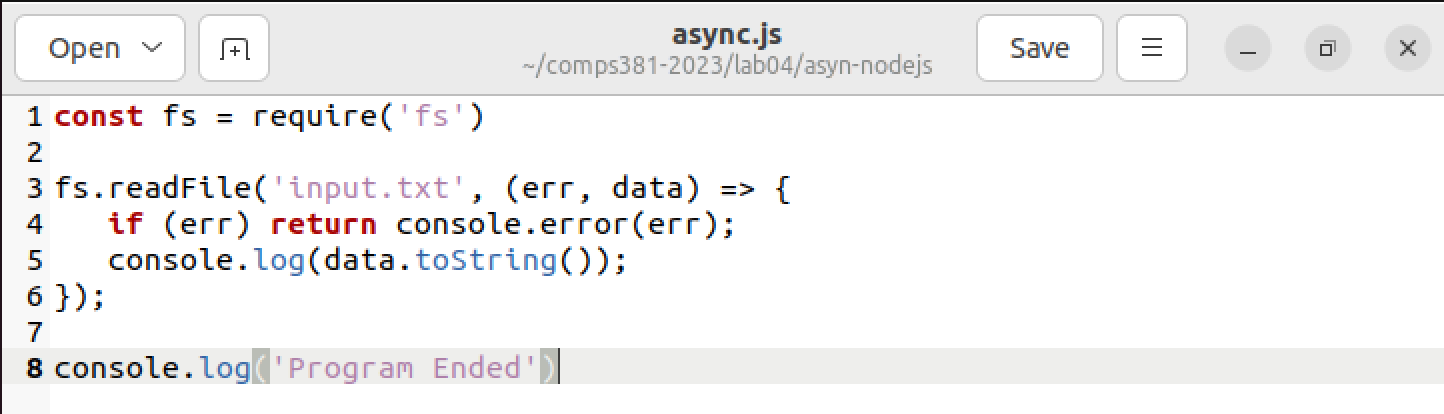 Open
async.js
~/comps381-2023/lab04/asyn-nodejs
Save
1 const fs = require('fs')
2
3 fs.readFile('input.txt', (err, data) => {
4    if (err) return console.error(err);
5    console.log(data.toString());
6 });
7
8 console.log('Program Ended')